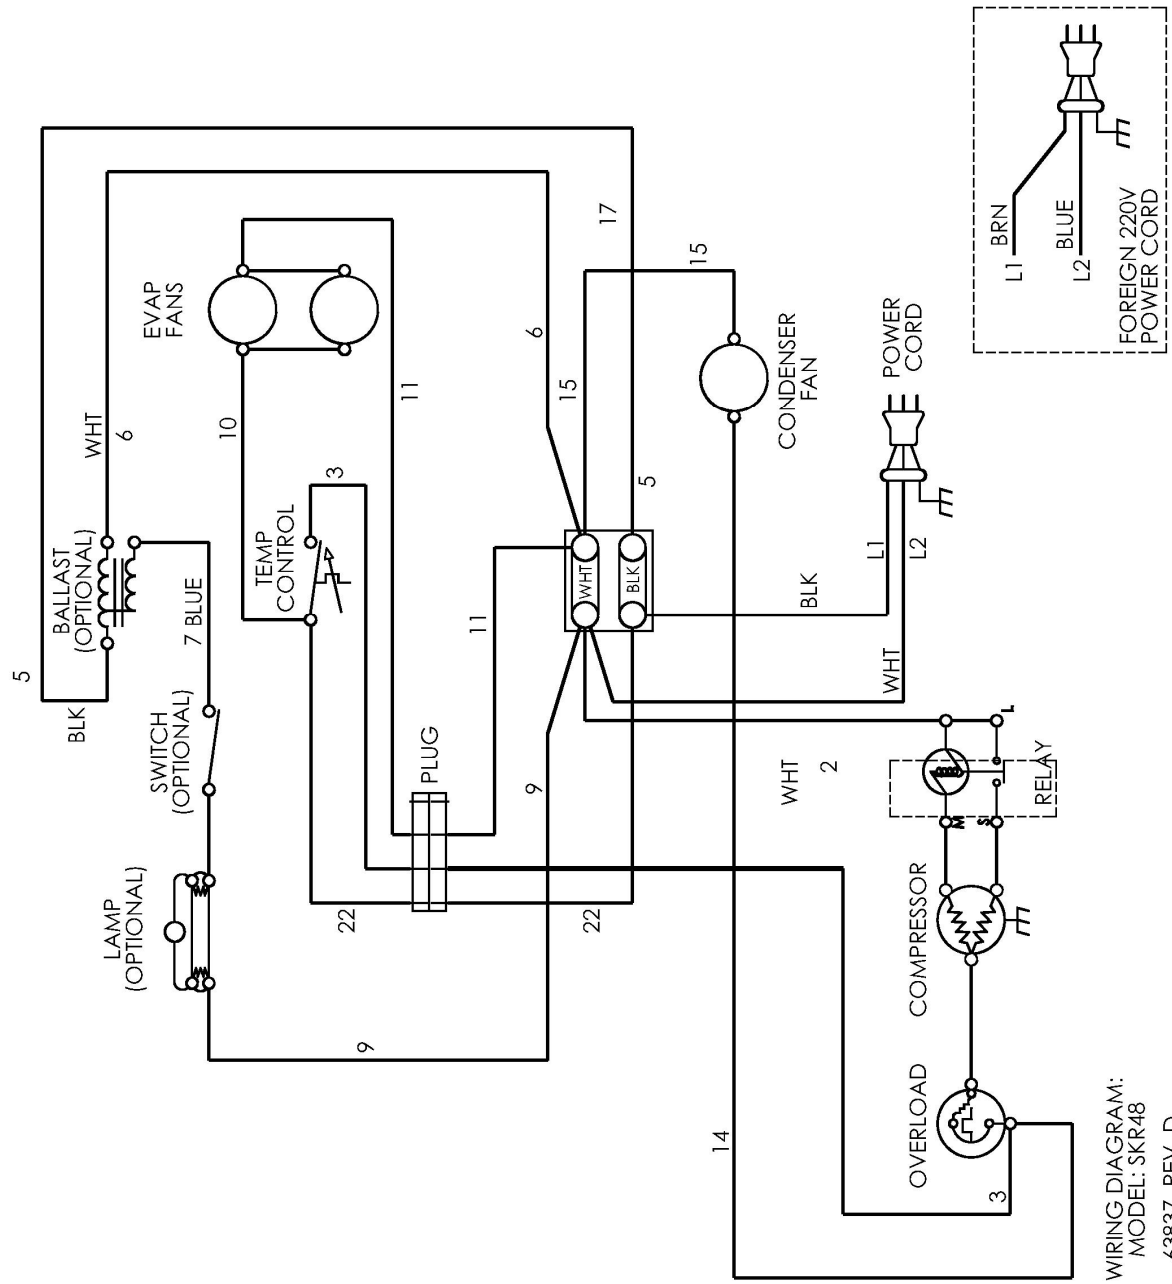 5
BLK
BALLAST
(OPTIONAL)
WHT
6
LAMP
(OPTIONAL)
SWITCH
(OPTIONAL)
7 BLUE
EVAP
FANS
10
TEMP
CONTROL
3
22
9
11
PLUG
11
9
6
15
22
WHT
17
BLK
5
15
14
CONDENSER
FAN
WHT
2
BLK
L1
POWER
CORD
WHT
L2
OVERLOAD
COMPRESSOR
M
S
3
L
RELAY
BRN
L1
BLUE
L2
FOREIGN 220V
POWER CORD
WIRING DIAGRAM:
MODEL: SKR48
63837 REV. D